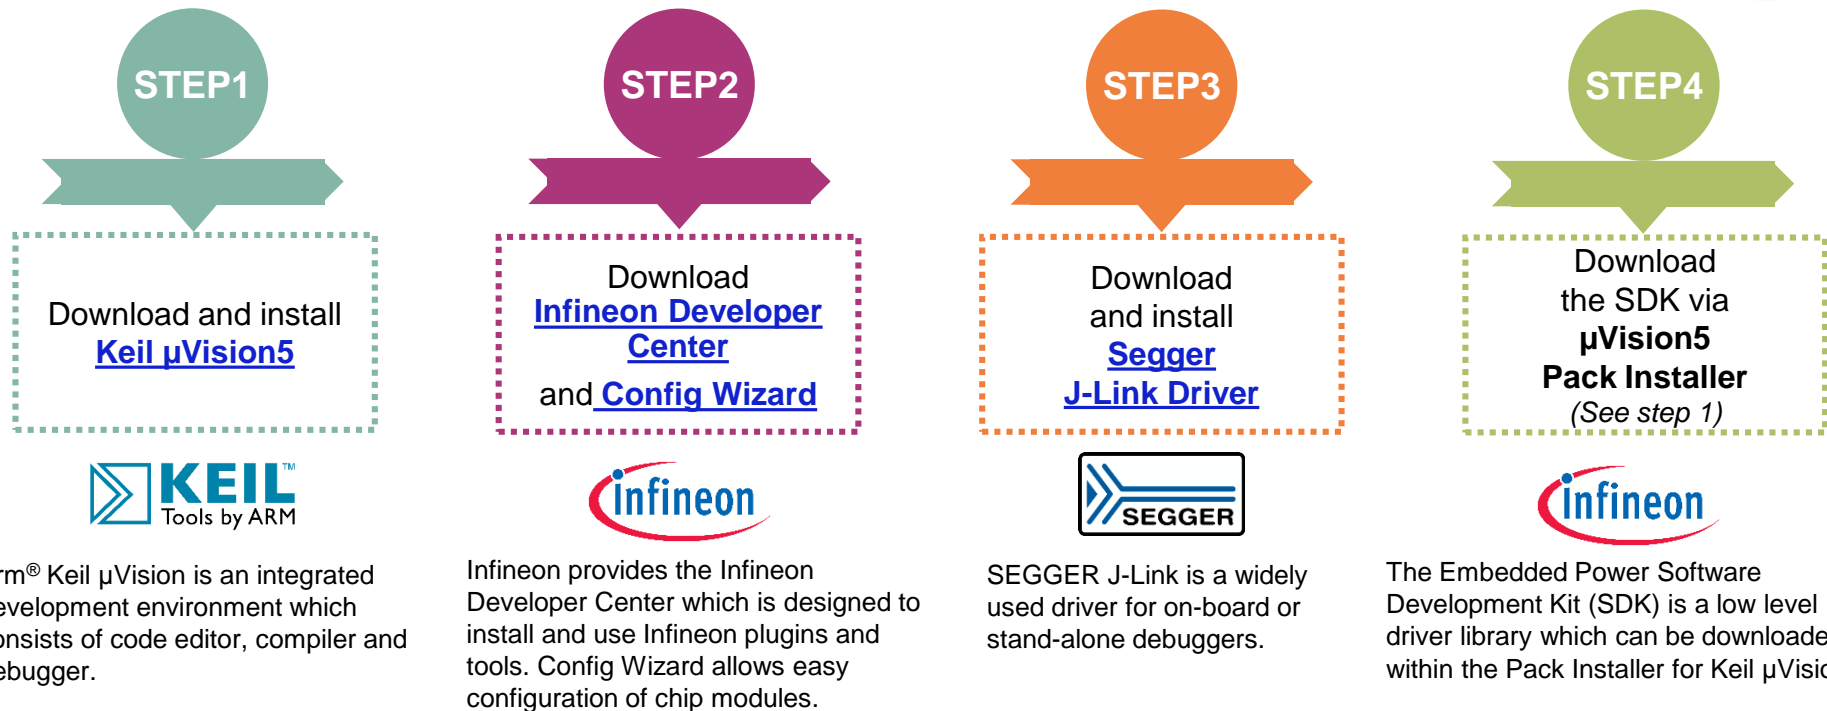 STEP1
Download and install
Keil µVision5
KEIL™
Tools by ARM
rm® Keil µVision is an integrated
evelopment environment which
onsists of code editor, compiler and
ebugger.
STEP2
Download
Infineon Developer
Center
and Config Wizard
infineon
Infineon provides the Infineon
Developer Center which is designed to
install and use Infineon plugins and
tools. Config Wizard allows easy
configuration of chip modules.
STEP3
Download
and install
Segger
J-Link Driver
SEGGER
SEGGER J-Link is a widely
used driver for on-board or
stand-alone debuggers.
STEP4
Download
the SDK via
µVision5
Pack Installer
(See step 1)
infineon
The Embedded Power Software
Development Kit (SDK) is a low level
driver library which can be downloade
within the Pack Installer for Keil µVisio